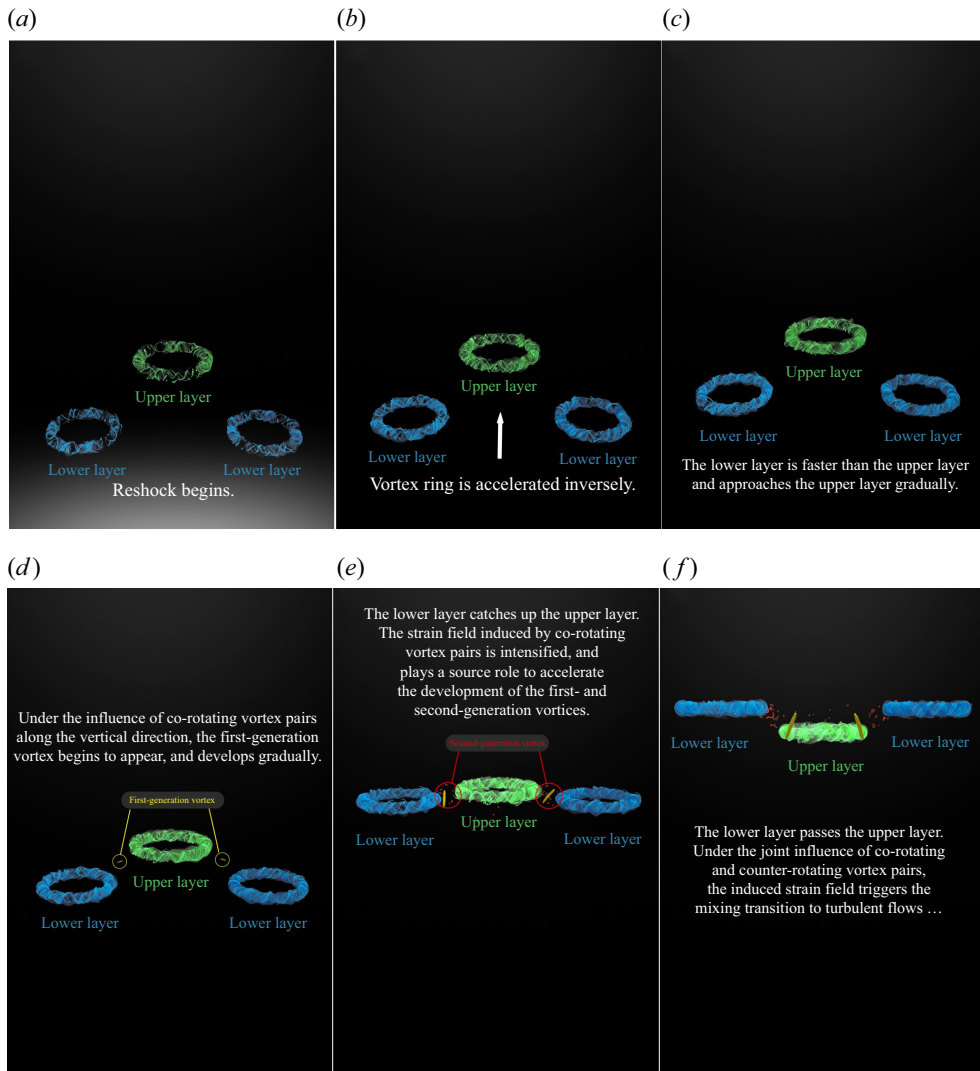 (a)
(b)
(c)
Upper layer
Lower layer
Lower layer
Reshock begins.
Upper layer
Lower layer
Lower layer
Vortex ring is accelerated inversely.
Upper layer
Lower layer
Lower layer
The lower layer is faster than the upper layer
and approaches the upper layer gradually.
(d)
(e)
(f)
Under the influence of co-rotating vortex pairs
along the vertical direction, the first-generation
vortex begins to appear, and develops gradually.
First-generation vortex
Upper layer
Lower layer
Lower layer
The lower layer catches up the upper layer.
The strain field induced by co-rotating
vortex pairs is intensified, and
plays a source role to accelerate
the development of the first- and
second-generation vortices.
Second-generation vortex
Upper layer
Lower layer
Lower layer
Lower layer
Lower layer
Upper layer
The lower layer passes the upper layer.
Under the joint influence of co-rotating
and counter-rotating vortex pairs,
the induced strain field triggers the
mixing transition to turbulent flows …